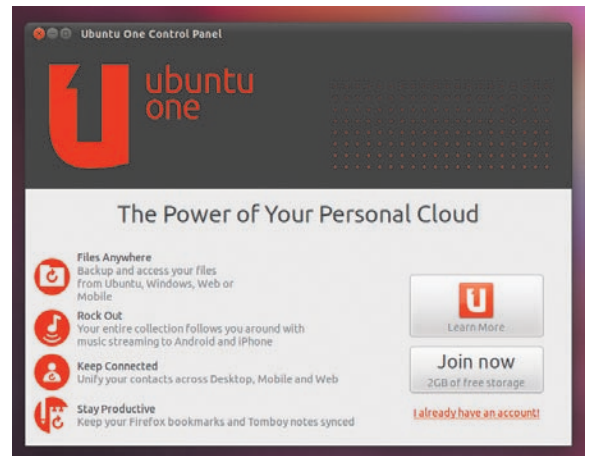 Ubuntu One Control Panel
ubuntu
one
The Power of Your Personal Cloud
Files Anywhere
Backup and access your files
from Ubuntu, Windows, Web or
Mobile
Rock Out
Your entire collection follows you around with
music streaming to Android and iPhone
Keep Connected
Unify your contacts across Desktop, Mobile and Web
Stay Productive
Keep your Firefox bookmarks and Tomboy notes synced
Learn More
Join now
2GB of free storage
I already have an account!